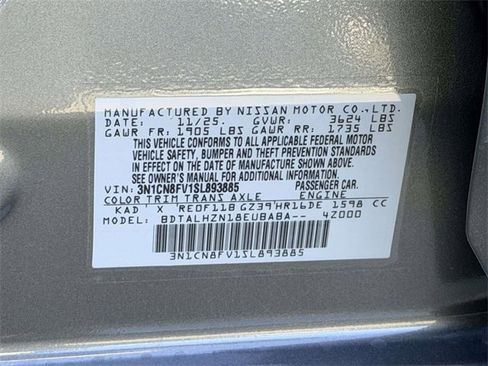 MANUFACTURED BY NISSAN MOTOR CO.,LTD.
DATE: 11/25. GVWR: 3624 LBS
GAWR FR: 1905 LBS GAWR RR: 1735 LBS
THIS VEHICLE CONFORMS TO ALL APPLICABLE FEDERAL MOTOR
VEHICLE SAFETY, BUMPER AND THEFT PREVENTION STANDARDS
IN EFFECT ON THE DATE OF MANUFACTURE SHOWN ABOVE.
SEE OWNERS MANUAL FOR ADDITIONAL INFORMATION.
VIN: 3N1CN8FV1SL893885 PASSENGER CAR.
COLOR TRIM TRANS AXLE ENGINE
KAD X RE0F11B GZ39 HR16DE 1598 CC
MODEL: BDTALHZN18EUBABA-- 4Z000
3N1CN8FV1SL893885